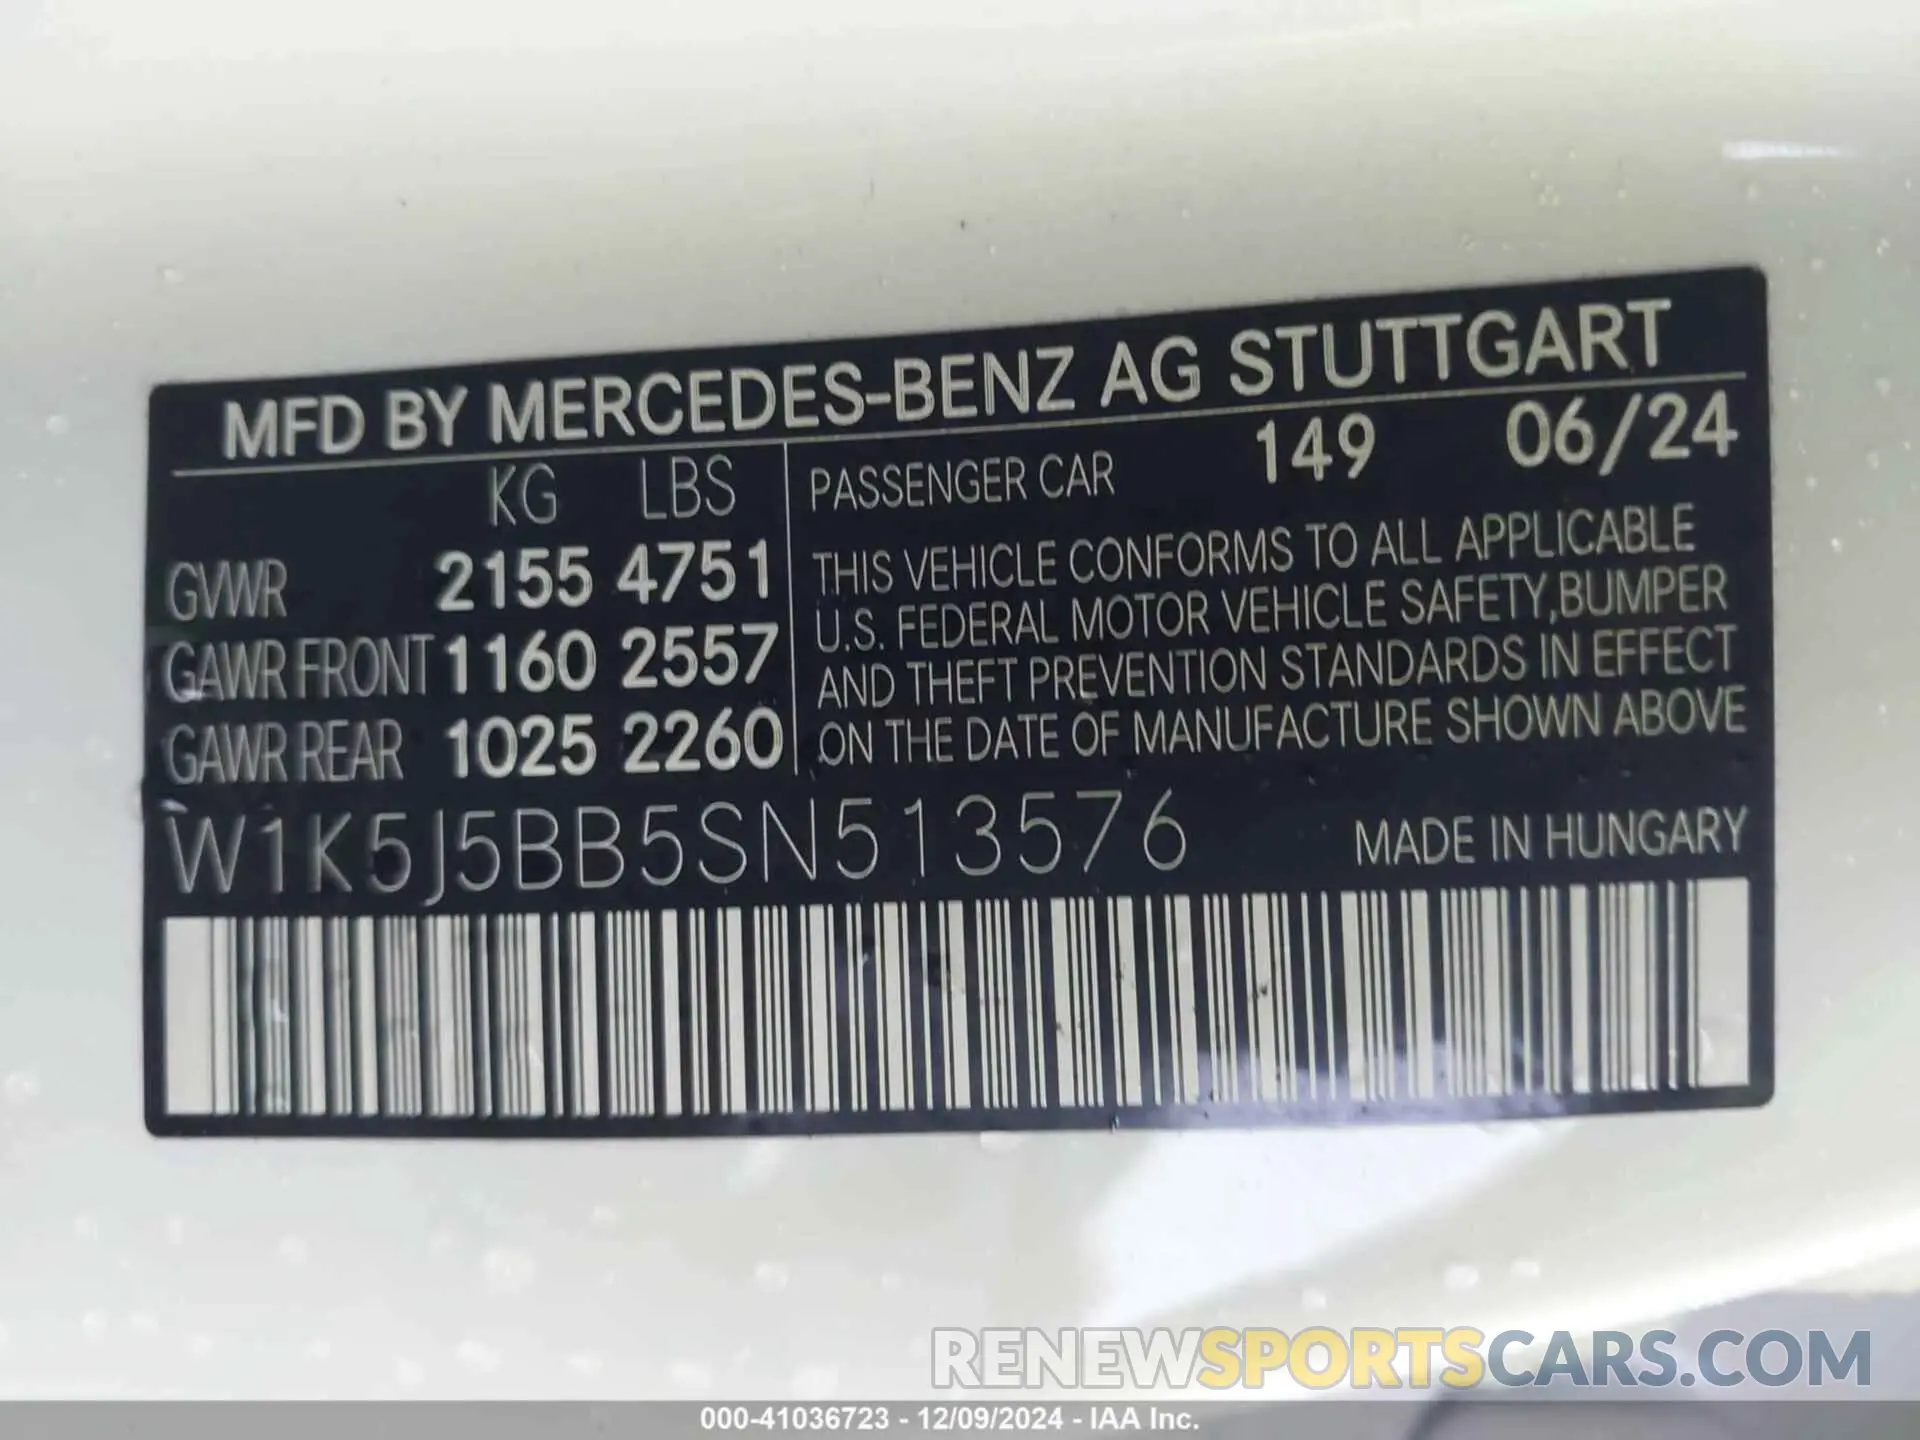 MFD BY MERCEDES-BENZ AG STUTTGART
KG LBS
GVWR 2155 4751
GAWR FRONT 1160 2557
GAWR REAR 1025 2260
PASSENGER CAR 149 06/24
THIS VEHICLE CONFORMS TO ALL APPLICABLE
U.S. FEDERAL MOTOR VEHICLE SAFETY,BUMPER
AND THEFT PREVENTION STANDARDS IN EFFECT
ON THE DATE OF MANUFACTURE SHOWN ABOVE
W1K5J5BB5SN513576 MADE IN HUNGARY
RENEWSPORTSCARS.COM
000-41036723 - 12/09/2024 - IAA Inc.